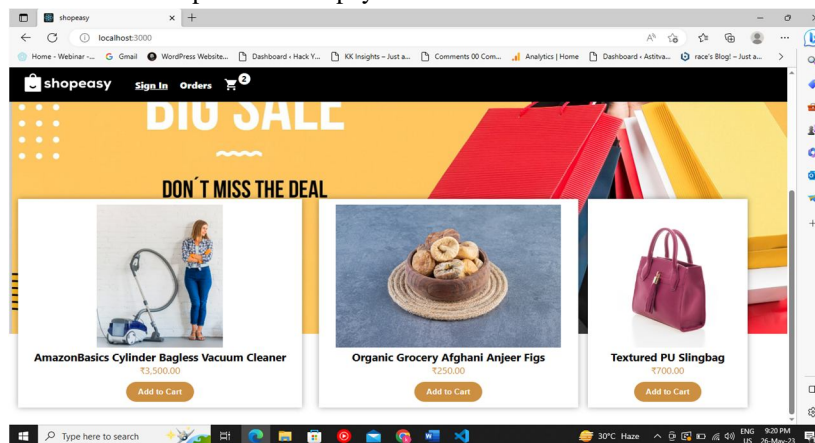 shopeasy
localhost:3000
Home - Webinar -...
Gmail
WordPress Website...
Dashboard ‹ Hack Y...
KK Insights – Just a...
Comments 00 Com...
Analytics | Home
Dashboard ‹ Astitva...
race's Blog! – Just a...
shopeasy Sign In Orders 2
BIG SALE
DON´T MISS THE DEAL
AmazonBasics Cylinder Bagless Vacuum Cleaner
₹3,500.00
Add to Cart
Organic Grocery Afghani Anjeer Figs
₹250.00
Add to Cart
Textured PU Slingbag
₹700.00
Add to Cart
Type here to search
30°C Haze
ENG
US
9:20 PM
26-May-23